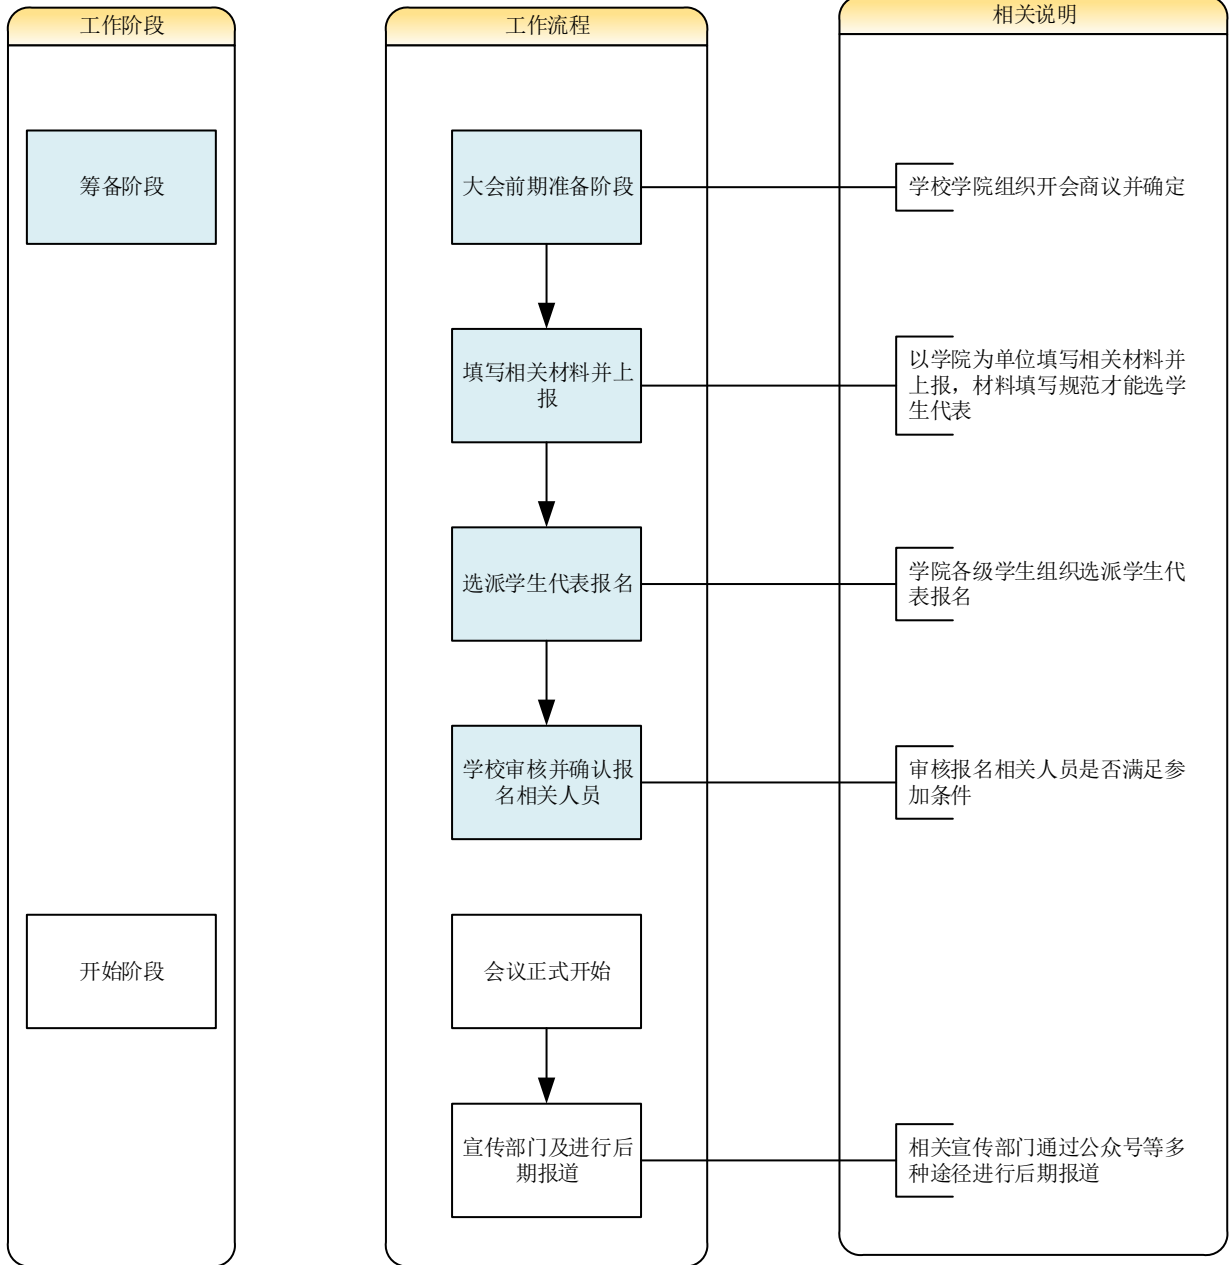 工作阶段
工作流程
相关说明
筹备阶段
大会前期准备阶段
学校学院组织开会商议并确定
填写相关材料并上
报
以学院为单位填写相关材料并
上报，材料填写规范才能选学
生代表
选派学生代表报名
学院各级学生组织选派学生代
表报名
学校审核并确认报
名相关人员
审核报名相关人员是否满足参
加条件
开始阶段
会议正式开始
宣传部门及进行后
期报道
相关宣传部门通过公众号等多
种途径进行后期报道